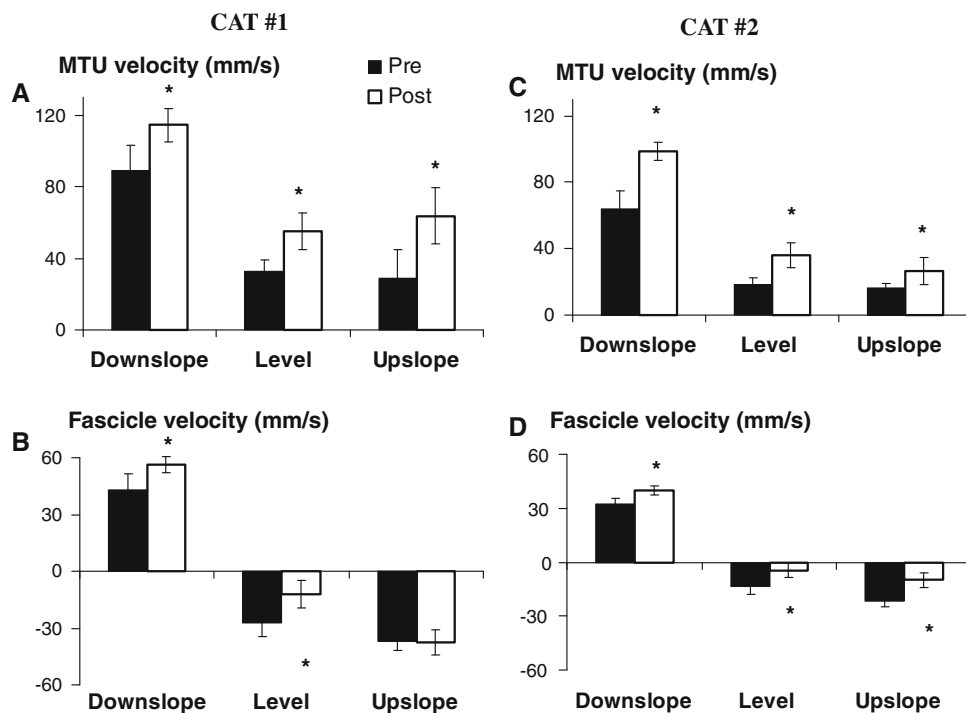 CAT #1
CAT #2
MTU velocity (mm/s)
Pre
Post
A
120
80
40
0
*
*
*
Downslope Level Upslope
MTU velocity (mm/s)
C
120
80
40
0
*
*
*
Downslope Level Upslope
Fascicle velocity (mm/s)
B
60
30
0
-30
-60
*
*
Downslope Level Upslope
Fascicle velocity (mm/s)
D
60
30
0
-30
-60
*
*
*
Downslope Level Upslope